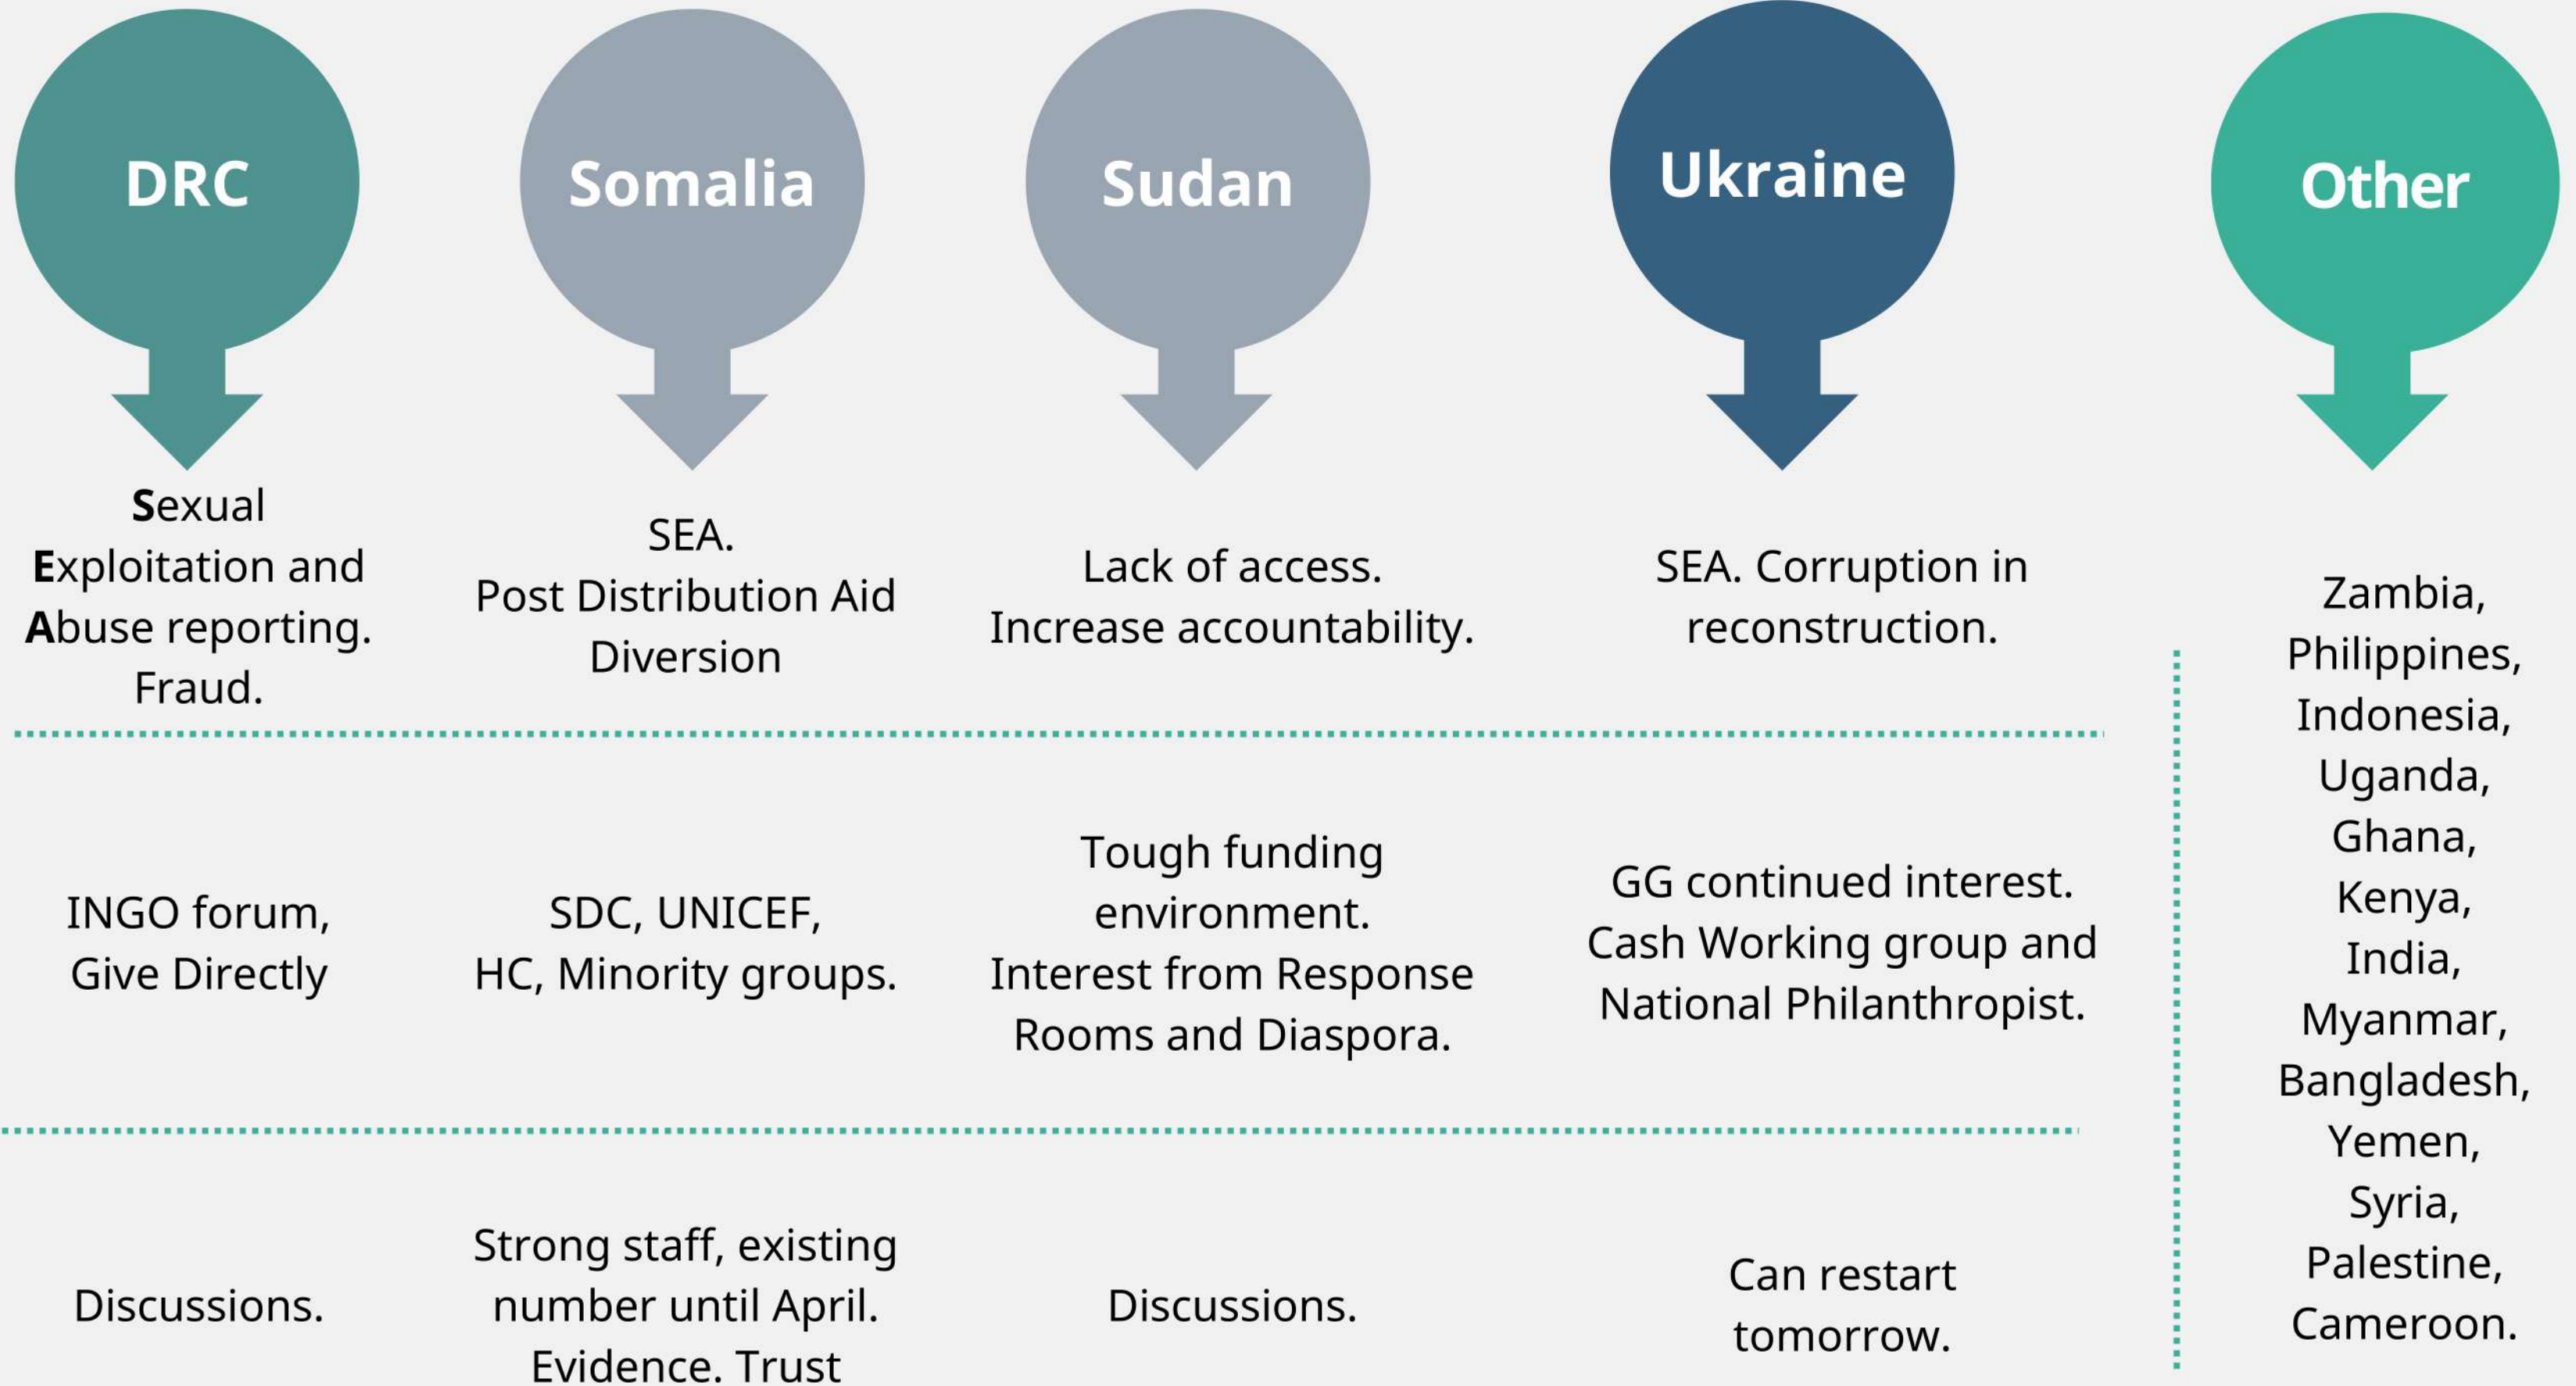 DRC
Somalia
Sudan
Ukraine
Other
Sexual
Exploitation and
Abuse reporting.
Fraud.
SEA.
Post Distribution Aid
Diversion
Lack of access.
Increase accountability.
SEA. Corruption in
reconstruction.
INGO forum,
Give Directly
SDC, UNICEF,
HC, Minority groups.
Tough funding
environment.
Interest from Response
Rooms and Diaspora.
GG continued interest.
Cash Working group and
National Philanthropist.
Discussions.
Strong staff, existing
number until April.
Evidence. Trust
Discussions.
Can restart
tomorrow.
Zambia,
Philippines,
Indonesia,
Uganda,
Ghana,
Kenya,
India,
Myanmar,
Bangladesh,
Yemen,
Syria,
Palestine,
Cameroon.